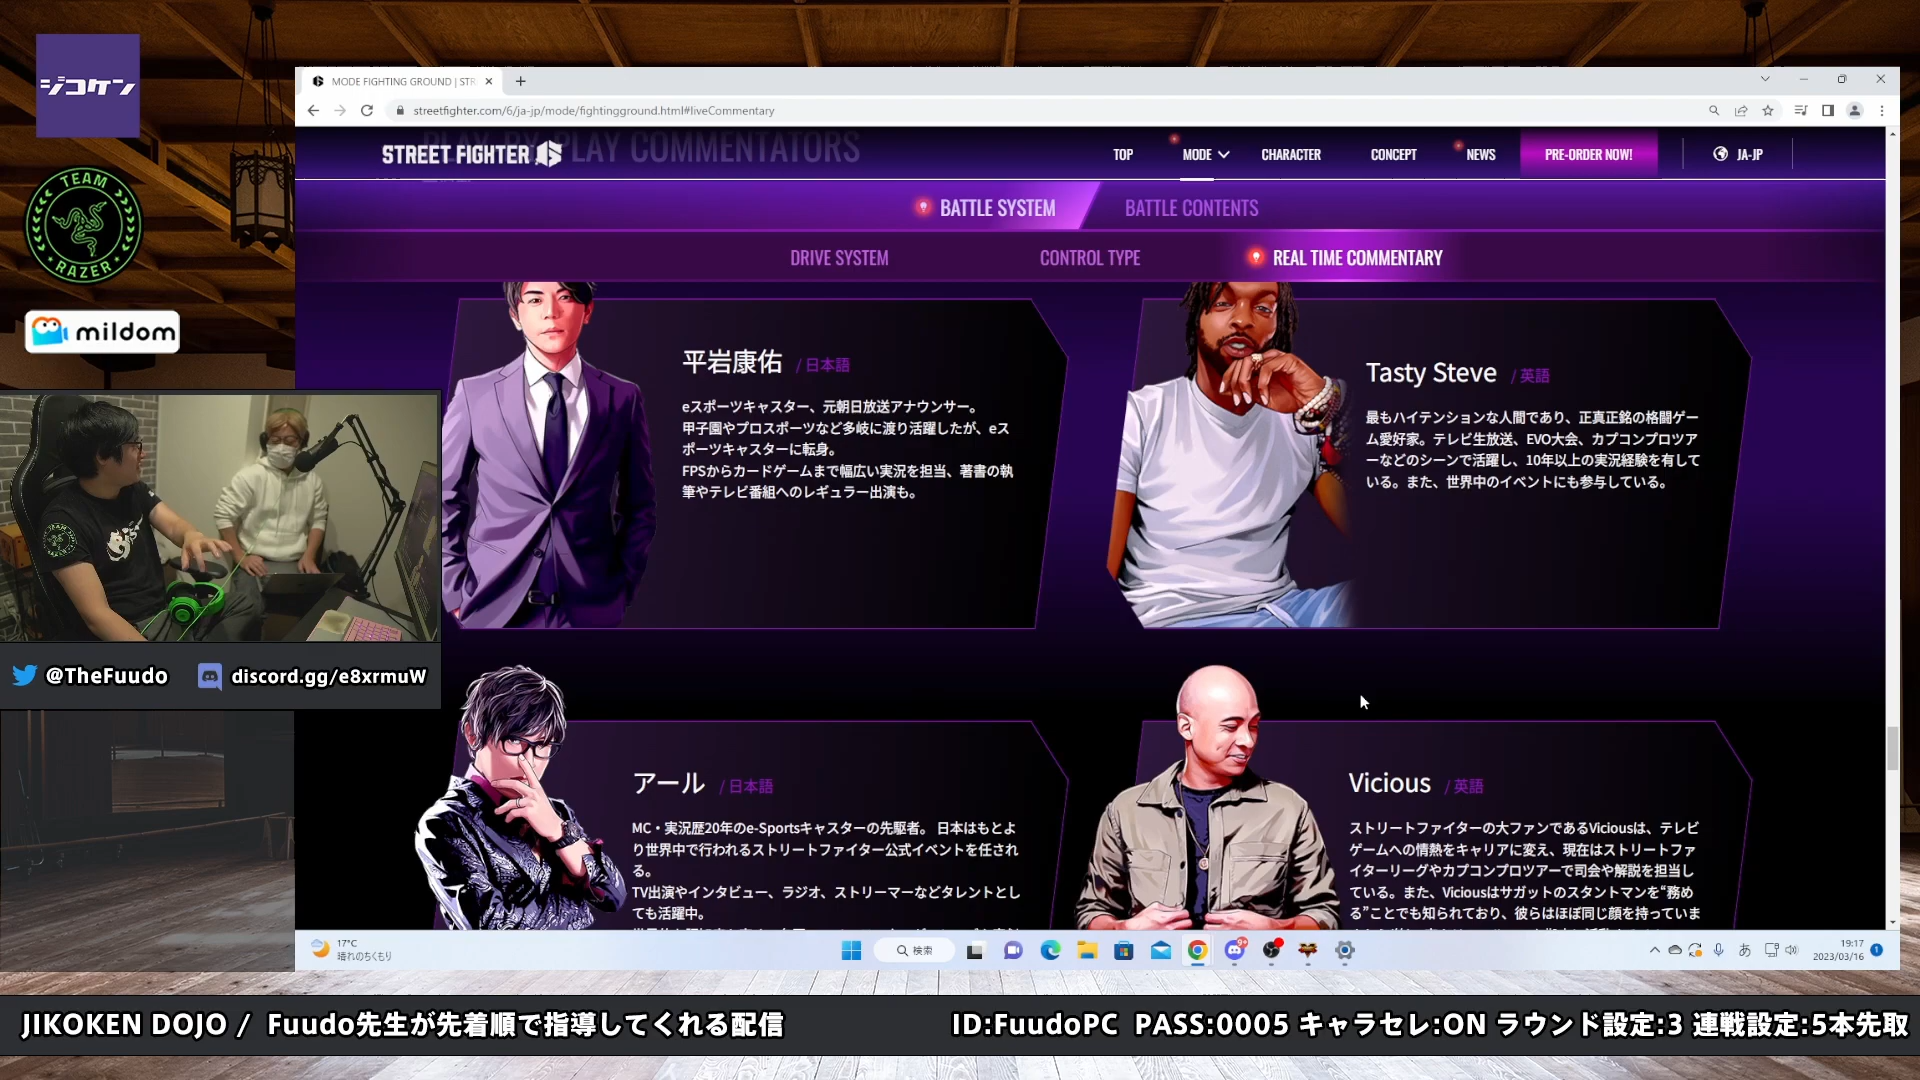 ジコケン
TEAM
RAZER
mildom
MODE FIGHTING GROUND | STR
streetfighter.com/6/ja-jp/mode/fightingground.html#liveCommentary
PLAY-BY-PLAY COMMENTATORS
STREET FIGHTER 6
TOP
MODE
CHARACTER
CONCEPT
NEWS
PRE-ORDER NOW!
JA-JP
BATTLE SYSTEM
BATTLE CONTENTS
DRIVE SYSTEM
CONTROL TYPE
REAL TIME COMMENTARY
平岩康佑 / 日本語
eスポーツキャスター、元朝日放送アナウンサー。
甲子園やプロスポーツなど多岐に渡り活躍したが、eス
ポーツキャスターに転身。
FPSからカードゲームまで幅広い実況を担当、著書の執
筆やテレビ番組へのレギュラー出演も。
Tasty Steve / 英語
最もハイテンションな人間であり、正真正銘の格闘ゲー
ム愛好家。テレビ生放送、EVO大会、カプコンプロツア
ーなどのシーンで活躍し、10年以上の実況経験を有して
いる。また、世界中のイベントにも参与している。
アール / 日本語
MC・実況歴20年のe-Sportsキャスターの先駆者。 日本はもとよ
り世界中で行われるストリートファイター公式イベントを任され
る。
TV出演やインタビュー、ラジオ、ストリーマーなどタレントとし
ても活躍中。
Vicious / 英語
ストリートファイターの大ファンであるViciousは、テレビ
ゲームへの情熱をキャリアに変え、現在はストリートファ
イターリーグやカプコンプロツアーで司会や解説を担当し
ている。また、Viciousはサガットのスタントマンを“務め
る”ことでも知られており、彼らはほぼ同じ顔を持っていま
@TheFuudo
discord.gg/e8xrmuW
17°C
晴れのちくもり
検索
あ
19:17
2023/03/16
JIKOKEN DOJO / Fuudo先生が先着順で指導してくれる配信
ID:FuudoPC PASS:0005 キャラセレ:ON ラウンド設定:3 連戦設定:5本先取